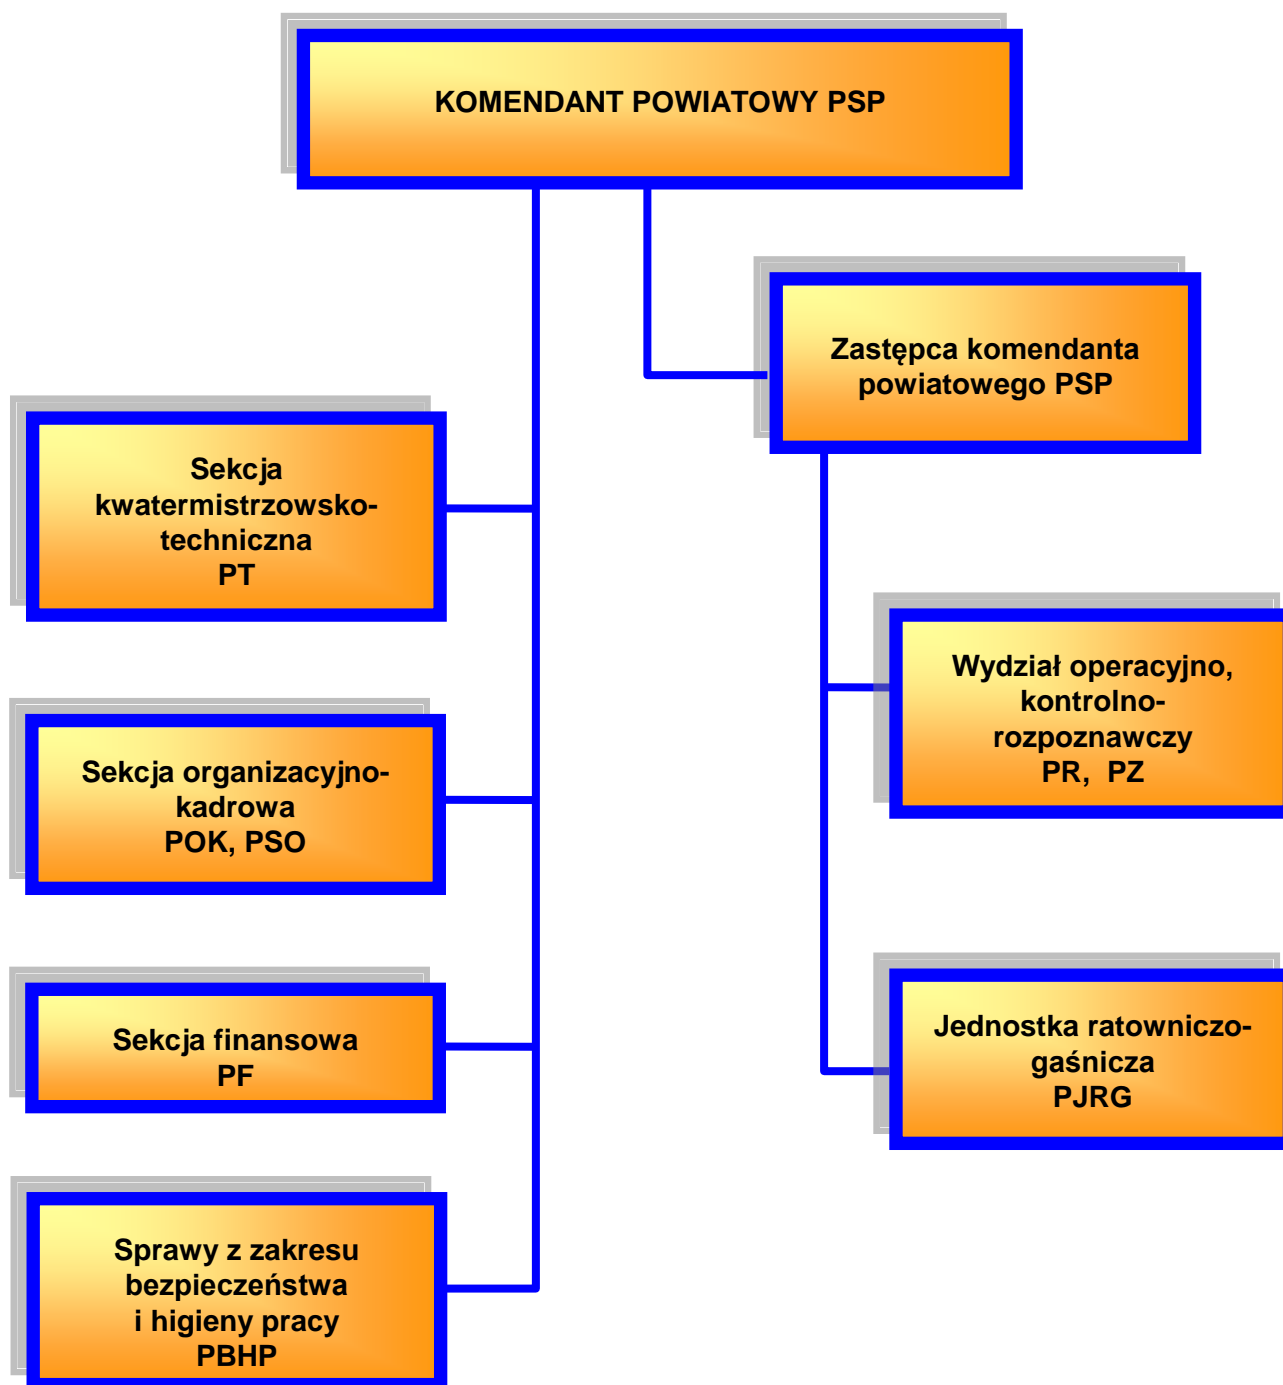 KOMENDANT POWIATOWY PSP
Zastępca komendanta
powiatowego PSP
Sekcja
kwatermistrzowsko-
techniczna
PT
Wydział operacyjno,
kontrolno-
rozpoznawczy
PR, PZ
Sekcja organizacyjno-
kadrowa
POK, PSO
Jednostka ratowniczo-
gaśnicza
PJRG
Sekcja finansowa
PF
Sprawy z zakresu
bezpieczeństwa
i higieny pracy
PBHP